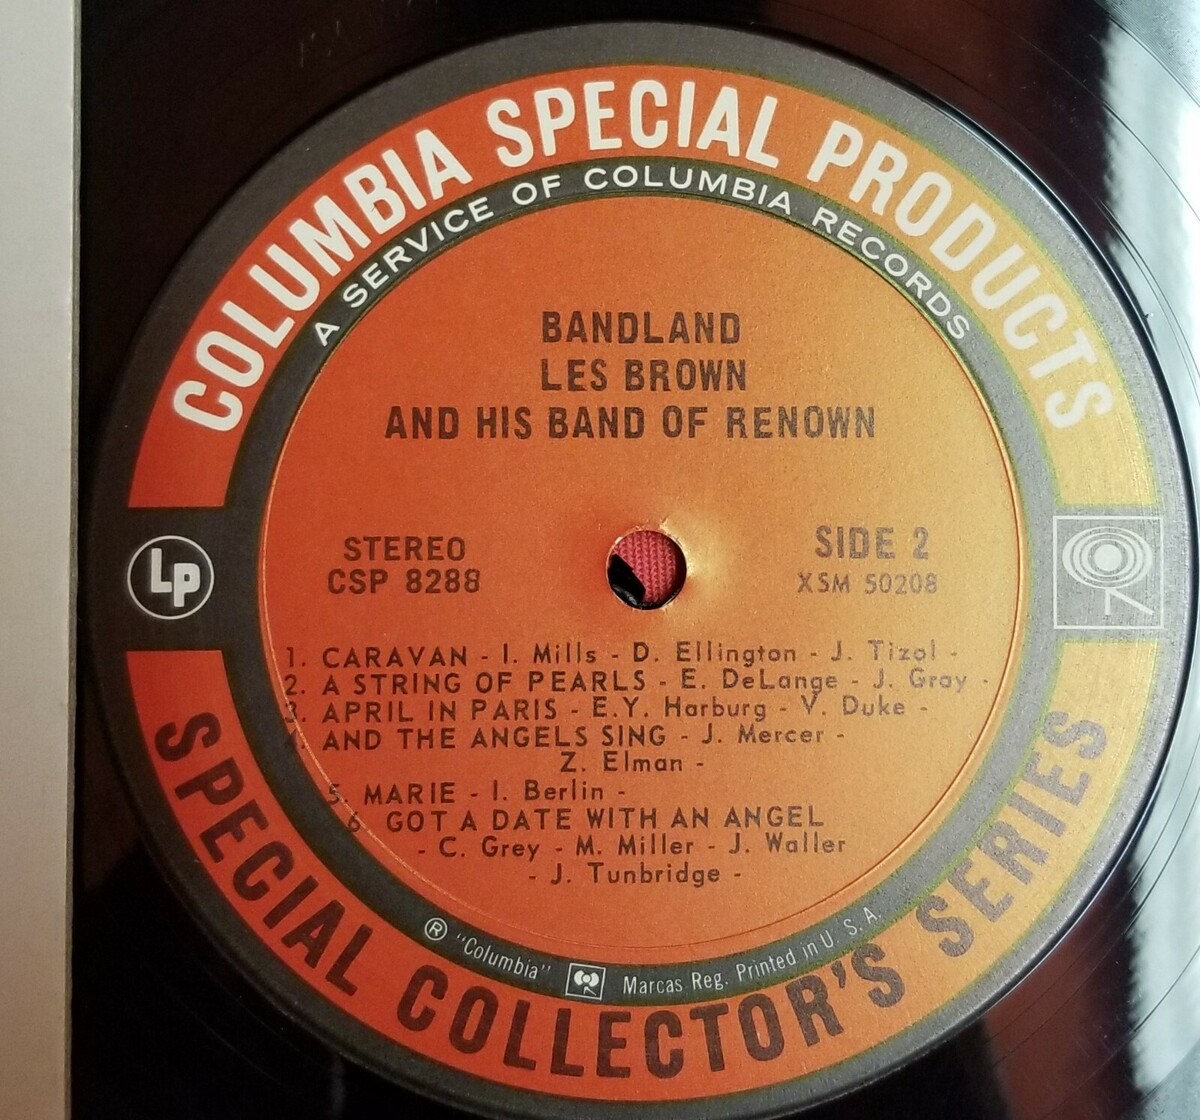 COLUMBIA SPECIAL PRODUCTS
A SERVICE OF COLUMBIA RECORDS
BANDLAND
LES BROWN
AND HIS BAND OF RENOWN
STEREO
CSP 8288
SIDE 2
XSM 50208
Lp
1. CARAVAN - I. Mills - D. Ellington - J. Tizol -
2. A STRING OF PEARLS - E. DeLange - J. Gray -
3. APRIL IN PARIS - E.Y. Harburg - V. Duke -
4. AND THE ANGELS SING - J. Mercer -
Z. Elman -
5. MARIE - I. Berlin -
6. GOT A DATE WITH AN ANGEL
- C. Grey - M. Miller - J. Waller
- J. Tunbridge -
® "Columbia" Marcas Reg. Printed in U. S. A.
SPECIAL COLLECTOR'S SERIES